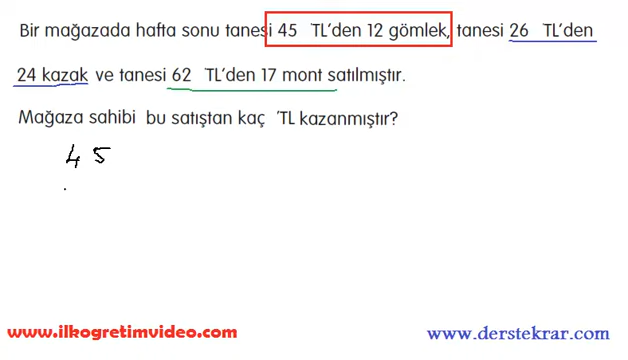 Bir mağazada hafta sonu tanesi 45 TL'den 12 gömlek, tanesi 26 TL'den
24 kazak ve tanesi 62 TL'den 17 mont satılmıştır.
Mağaza sahibi bu satıştan kaç TL kazanmıştır?
45
www.ilkogretimvideo.com
www.derstekrar.com